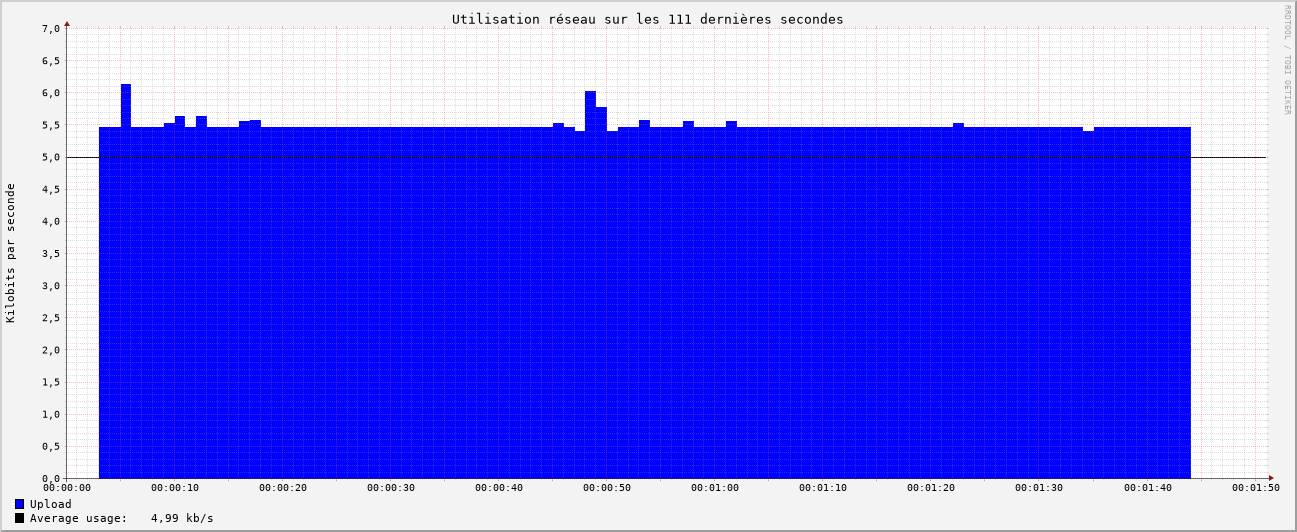 Utilisation réseau sur les 111 dernières secondes
RRDTOOL / TOBI OETIKER
Kilobits par seconde
7,0
6,5
6,0
5,5
5,0
4,5
4,0
3,5
3,0
2,5
2,0
1,5
1,0
0,5
0,0
00:00:00 00:00:10 00:00:20 00:00:30 00:00:40 00:00:50 00:01:00 00:01:10 00:01:20 00:01:30 00:01:40 00:01:50
Upload
Average usage: 4,99 kb/s